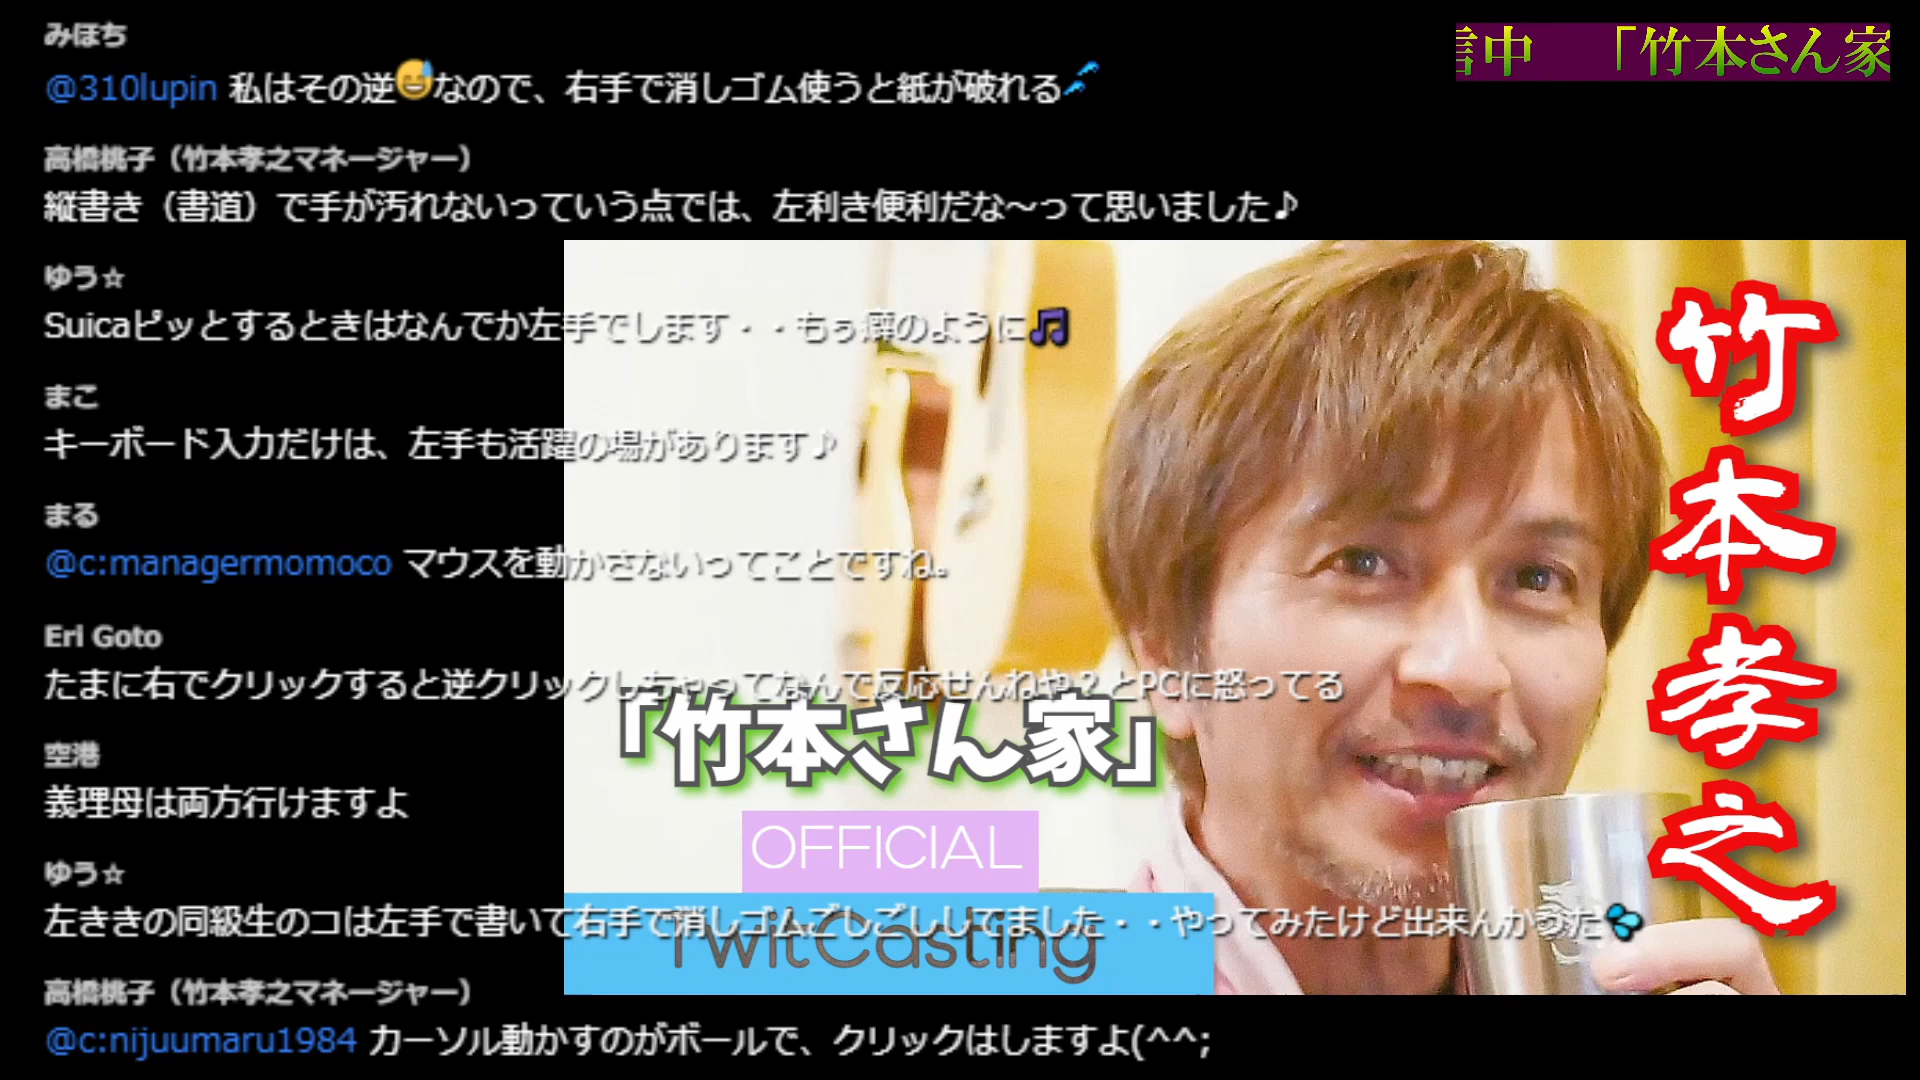 みほち
@310lupin 私はその逆😅なので、右手で消しゴム使うと紙が破れる
高橋桃子（竹本孝之マネージャー）
縦書き（書道）で手が汚れないっていう点では、左利き便利だな～って思いました♪
ゆう☆
Suicaピッとするときはなんでか左手でします・・もぅ癖のように🎵
まこ
キーボード入力だけは、左手も活躍の場があります♪
まる
@c:managermomoco マウスを動かさないってことですね。
Eri Goto
たまに右でクリックすると逆クリックしちゃってなんで反応せんねや？とPCに怒ってる
空港
義理母は両方行けますよ
ゆう☆
左ききの同級生のコは左手で書いて右手で消しゴムごしごししてました・・やってみたけど出来んかった💦
高橋桃子（竹本孝之マネージャー）
@c:nijuumaru1984 カーソル動かすのがボールで、クリックはしますよ(^^;
中 「竹本さん家
竹本孝之
「竹本さん家」
OFFICIAL
TwitCasting